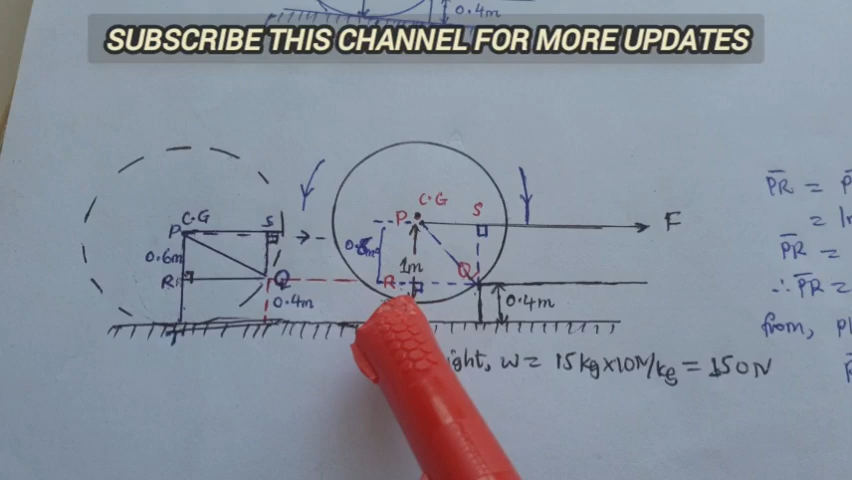 0.4m
SUBSCRIBE THIS CHANNEL FOR MORE UPDATES
C.G
P
S
0.6m
R
Q
0.4m
C.G
P
S
F
1m
Q
R
0.4m
ight, W = 15kg×10N/kg = 150N
PR =
= 1m
PR =
∴ PR =
from,